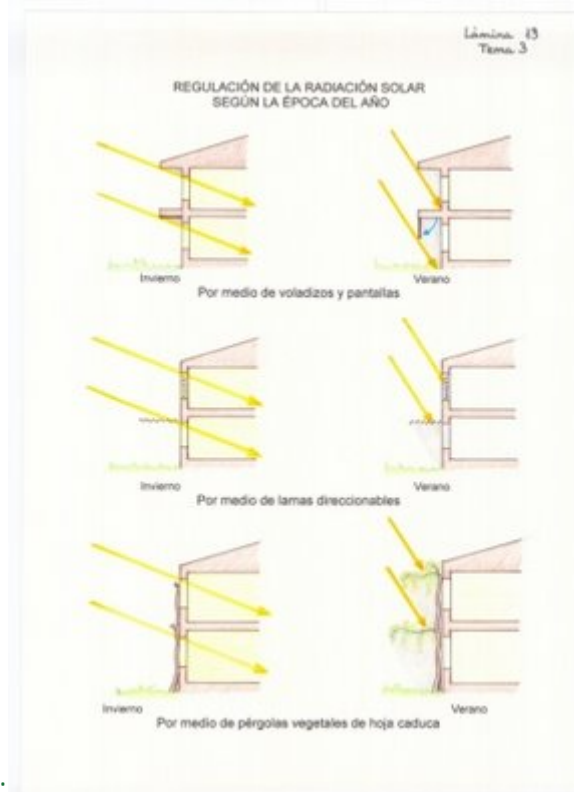 Lámina 13
Tema 3
REGULACIÓN DE LA RADIACIÓN SOLAR
SEGÚN LA ÉPOCA DEL AÑO
Invierno
Verano
Por medio de voladizos y pantallas
Invierno
Verano
Por medio de lamas direccionables
Invierno
Verano
Por medio de pérgolas vegetales de hoja caduca